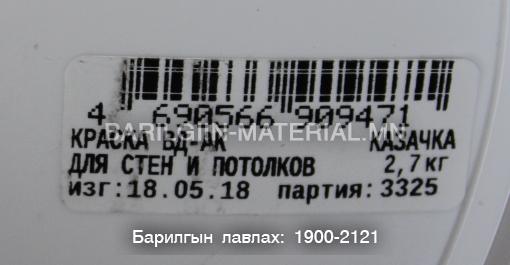 4 690566 909471
BARILGIIN-MATERIAL.MN
КРАСКА ВД-АК КАЗАЧКА
ДЛЯ СТЕН И ПОТОЛКОВ 2,7кг
изг:18.05.18 партия:3325
Барилгын лавлах: 1900-2121